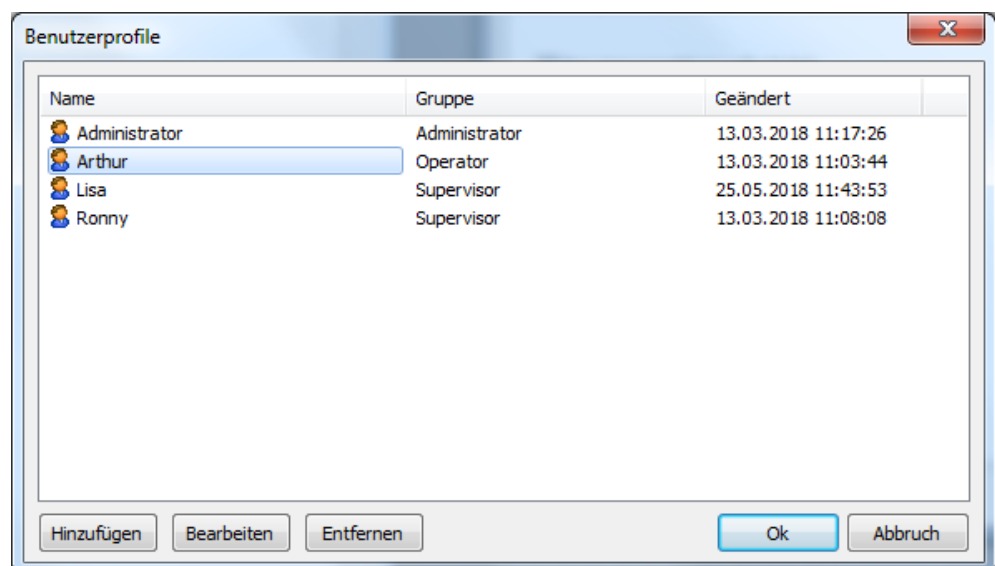 Benutzerprofile
Name Gruppe Geändert
Administrator Administrator 13.03.2018 11:17:26
Arthur Operator 13.03.2018 11:03:44
Lisa Supervisor 25.05.2018 11:43:53
Ronny Supervisor 13.03.2018 11:08:08
Hinzufügen Bearbeiten Entfernen Ok Abbruch